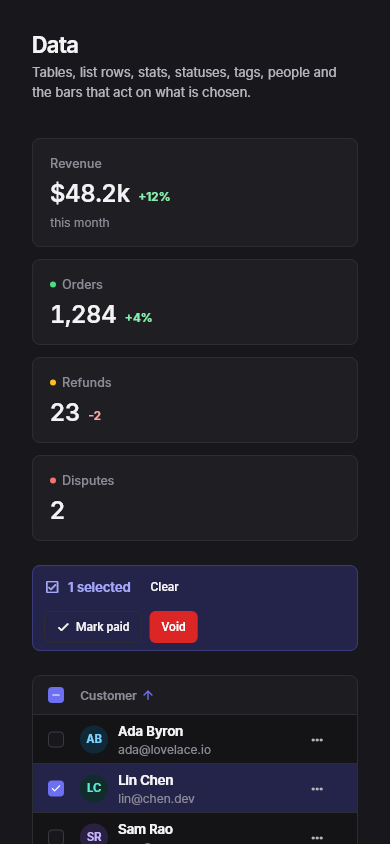 Data
Tables, list rows, stats, statuses, tags, people and
the bars that act on what is chosen.
Revenue
$48.2k +12%
this month
Orders
1,284 +4%
Refunds
23 -2
Disputes
2
1 selected Clear
Mark paid Void
Customer
AB Ada Byron
ada@lovelace.io
LC Lin Chen
lin@chen.dev
SR Sam Rao